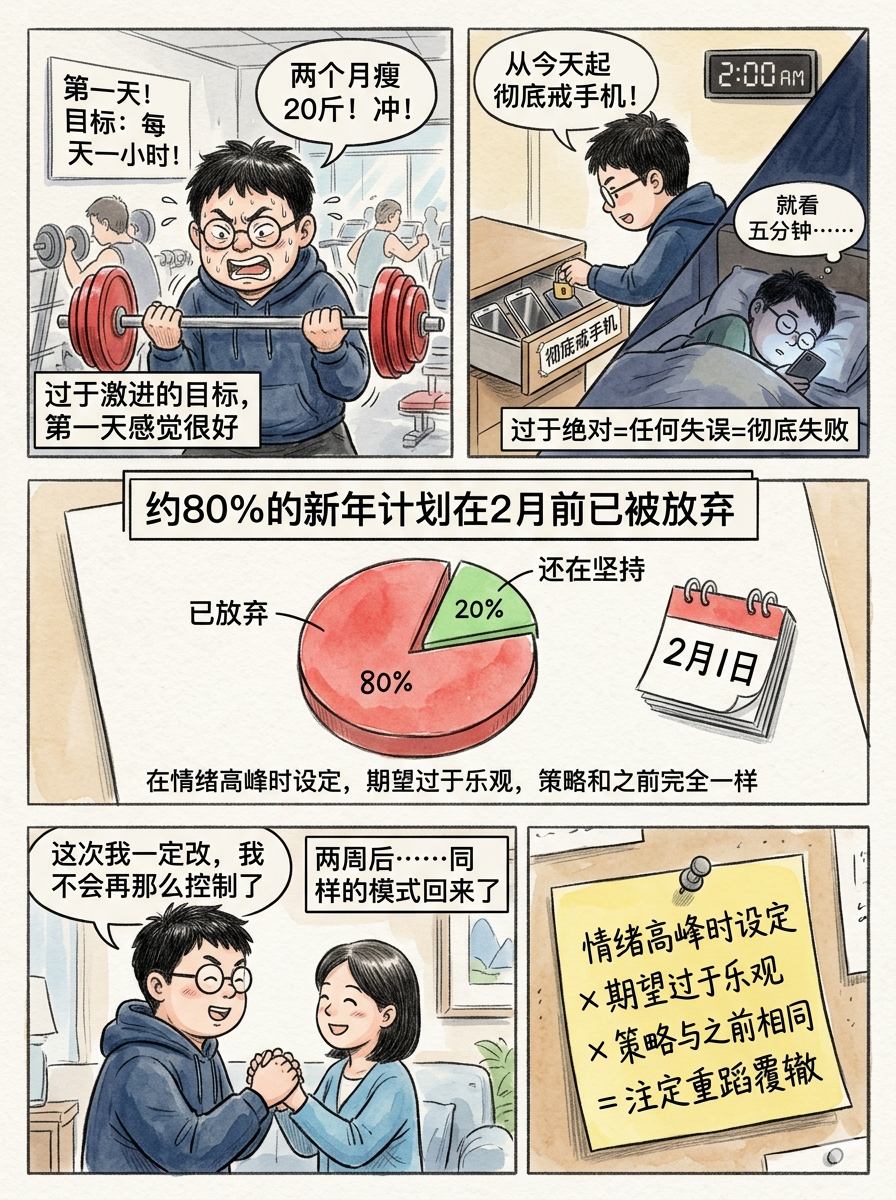 第一天！
目标：每
天一小时！
两个月瘦
20斤！冲！
过于激进的目标，
第一天感觉很好
从今天起
彻底戒手机！
2:00AM
彻底戒手机
就看
五分钟……
过于绝对=任何失误=彻底失败
约80%的新年计划在2月前已被放弃
已放弃
80%
还在坚持
20%
2月1日
在情绪高峰时设定，期望过于乐观，策略和之前完全一样
这次我一定改，我
不会再那么控制了
两周后……同
样的模式回来了
情绪高峰时设定
×期望过于乐观
×策略与之前相同
=注定重蹈覆辙